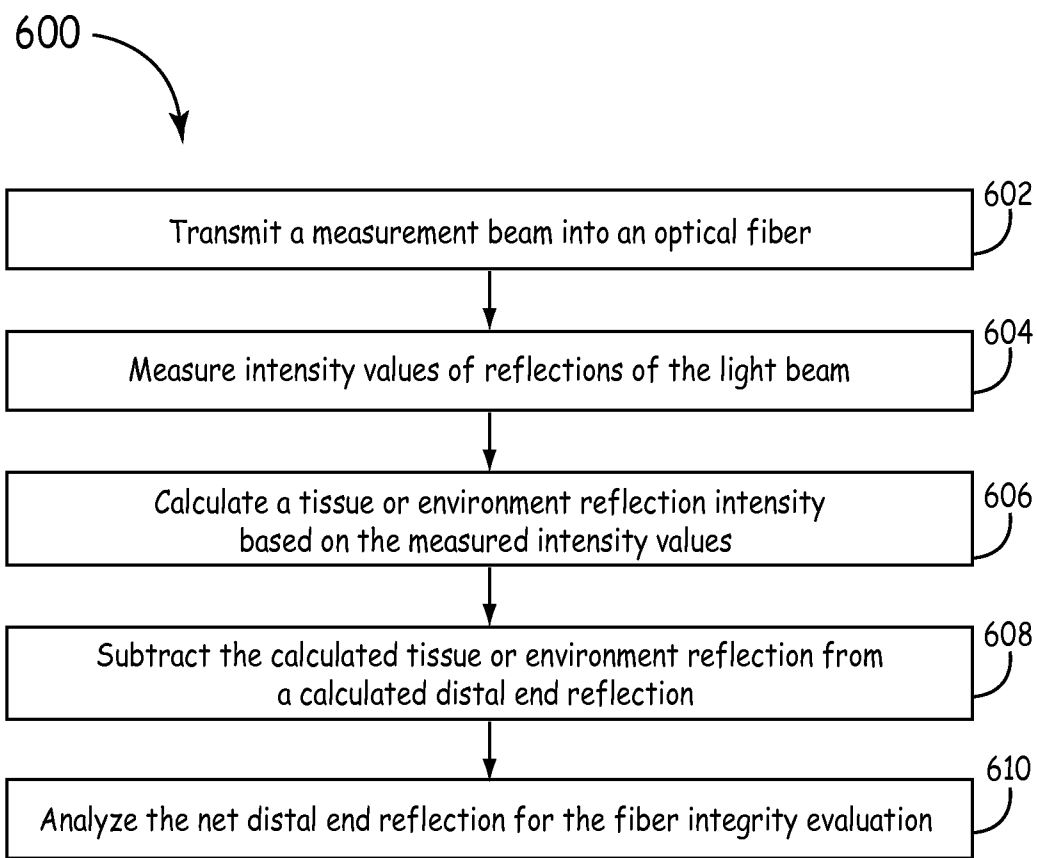 600
602
Transmit a measurement beam into an optical fiber
604
Measure intensity values of reflections of the light beam
606
Calculate a tissue or environment reflection intensity
based on the measured intensity values
608
Subtract the calculated tissue or environment reflection from
a calculated distal end reflection
610
Analyze the net distal end reflection for the fiber integrity evaluation